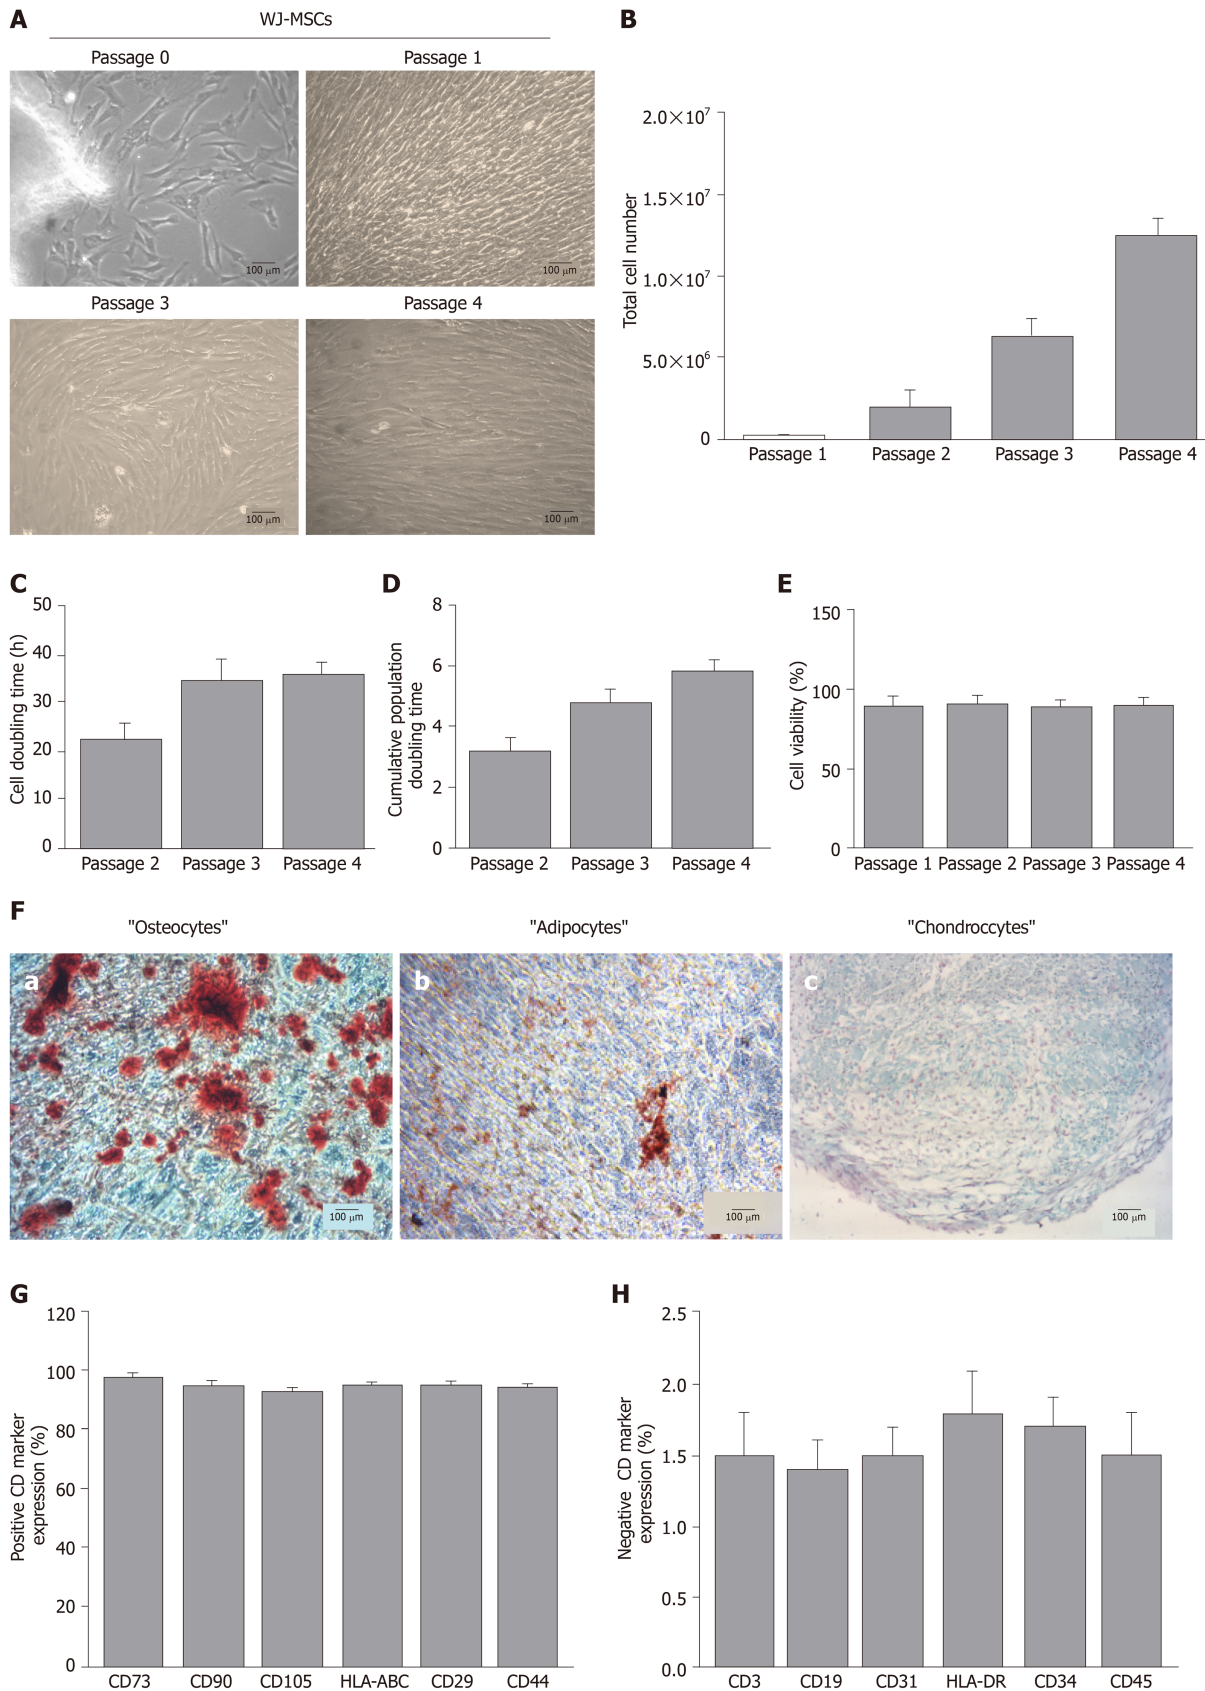 A
WJ-MSCs
Passage 0
Passage 1
100 μm
100 μm
Passage 3
Passage 4
100 μm
100 μm
B
Total cell number
2.0×10⁷
1.5×10⁷
1.0×10⁷
5.0×10⁶
0
Passage 1
Passage 2
Passage 3
Passage 4
C
Cell doubling time (h)
50
40
30
20
10
0
Passage 2
Passage 3
Passage 4
D
Cumulative population
doubling time
8
6
4
2
0
Passage 2
Passage 3
Passage 4
E
Cell viability (%)
150
100
50
0
Passage 1
Passage 2
Passage 3
Passage 4
F
"Osteocytes"
"Adipocytes"
"Chondroccytes"
a
b
c
100 μm
100 μm
100 μm
G
Positive CD marker
expression (%)
120
100
80
60
40
20
0
CD73
CD90
CD105
HLA-ABC
CD29
CD44
H
Negative CD marker
expression (%)
2.5
2.0
1.5
1.0
0.5
0.0
CD3
CD19
CD31
HLA-DR
CD34
CD45